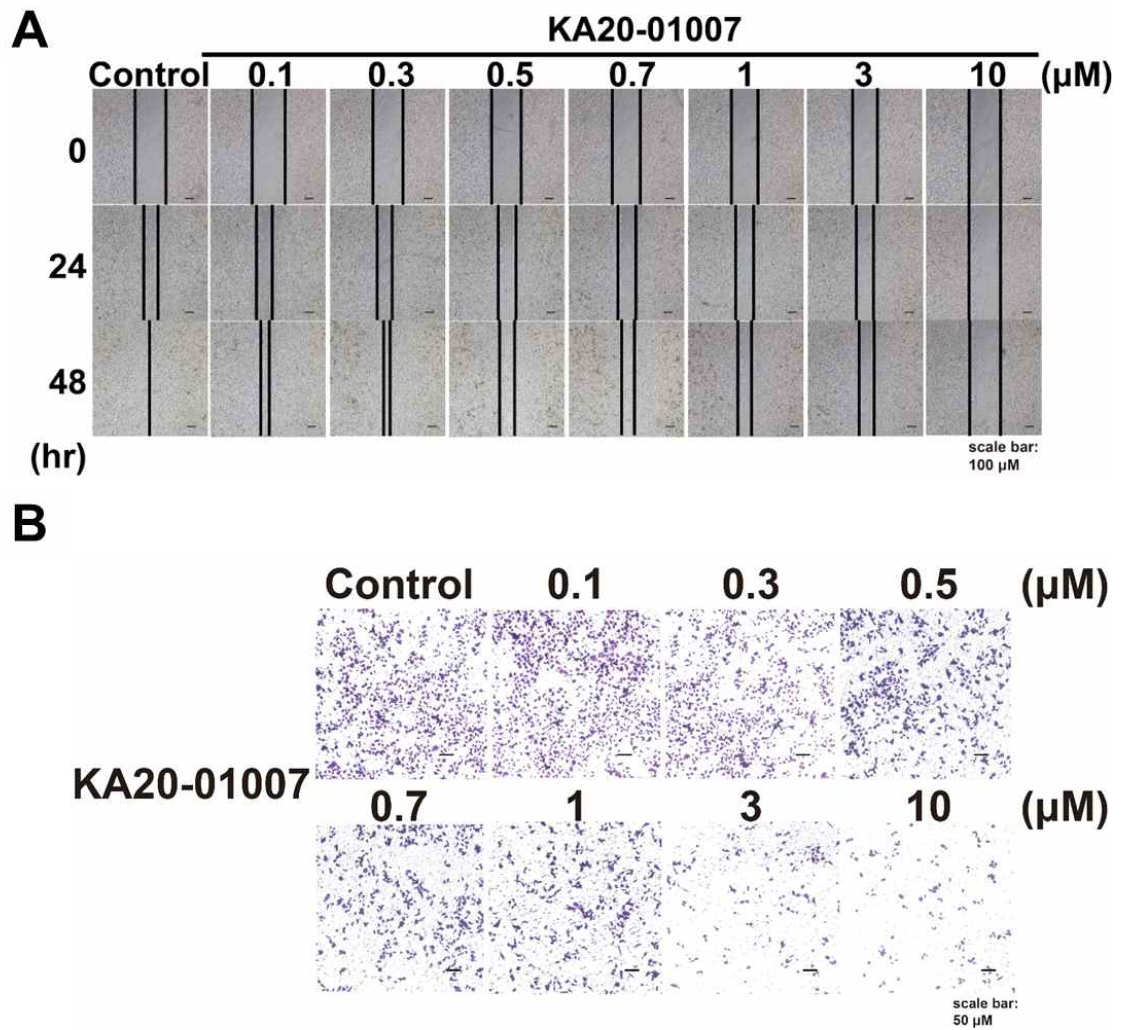 A
KA20-01007
Control 0.1 0.3 0.5 0.7 1 3 10 (µM)
0
24
48
(hr)
scale bar:
100 µM
B
Control 0.1 0.3 0.5 (µM)
KA20-01007
0.7 1 3 10 (µM)
scale bar:
50 µM